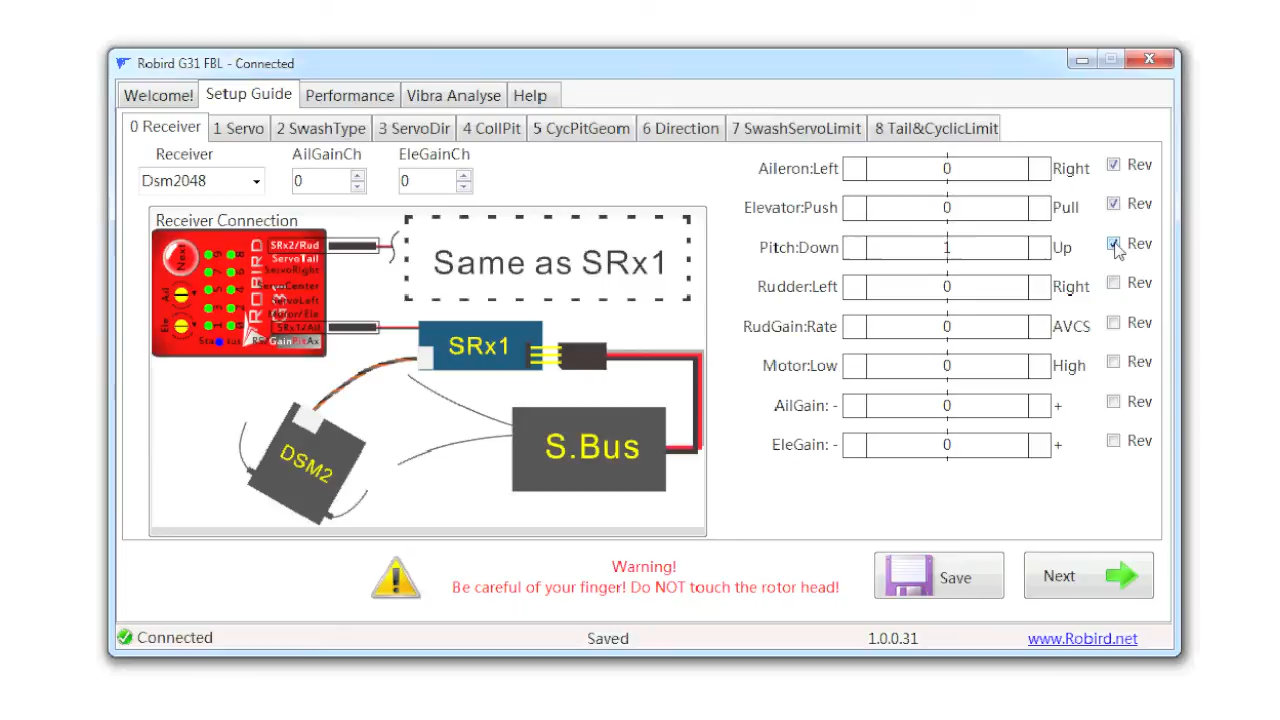 Robird G31 FBL - Connected
Welcome! Setup Guide Performance Vibra Analyse Help
0 Receiver 1 Servo 2 SwashType 3 ServoDir 4 CollPit 5 CycPitGeom 6 Direction 7 SwashServoLimit 8 Tail&CyclicLimit
Receiver AilGainCh EleGainCh
Dsm2048 0 0
Receiver Connection
Next
Ail
Ele
ROBIRD
SRx2/Rud
ServoTail
ServoRight
ServoCenter
ServoLeft
Motor/Ele
SRx1/Ail
GainPitAx
Same as SRx1
SRx1
DSM2
S.Bus
Aileron:Left 0 Right Rev
Elevator:Push 0 Pull Rev
Pitch:Down 1 Up Rev
Rudder:Left 0 Right Rev
RudGain:Rate 0 AVCS Rev
Motor:Low 0 High Rev
AilGain: - 0 + Rev
EleGain: - 0 + Rev
Warning!
Be careful of your finger! Do NOT touch the rotor head!
Save Next
Connected Saved 1.0.0.31 www.Robird.net